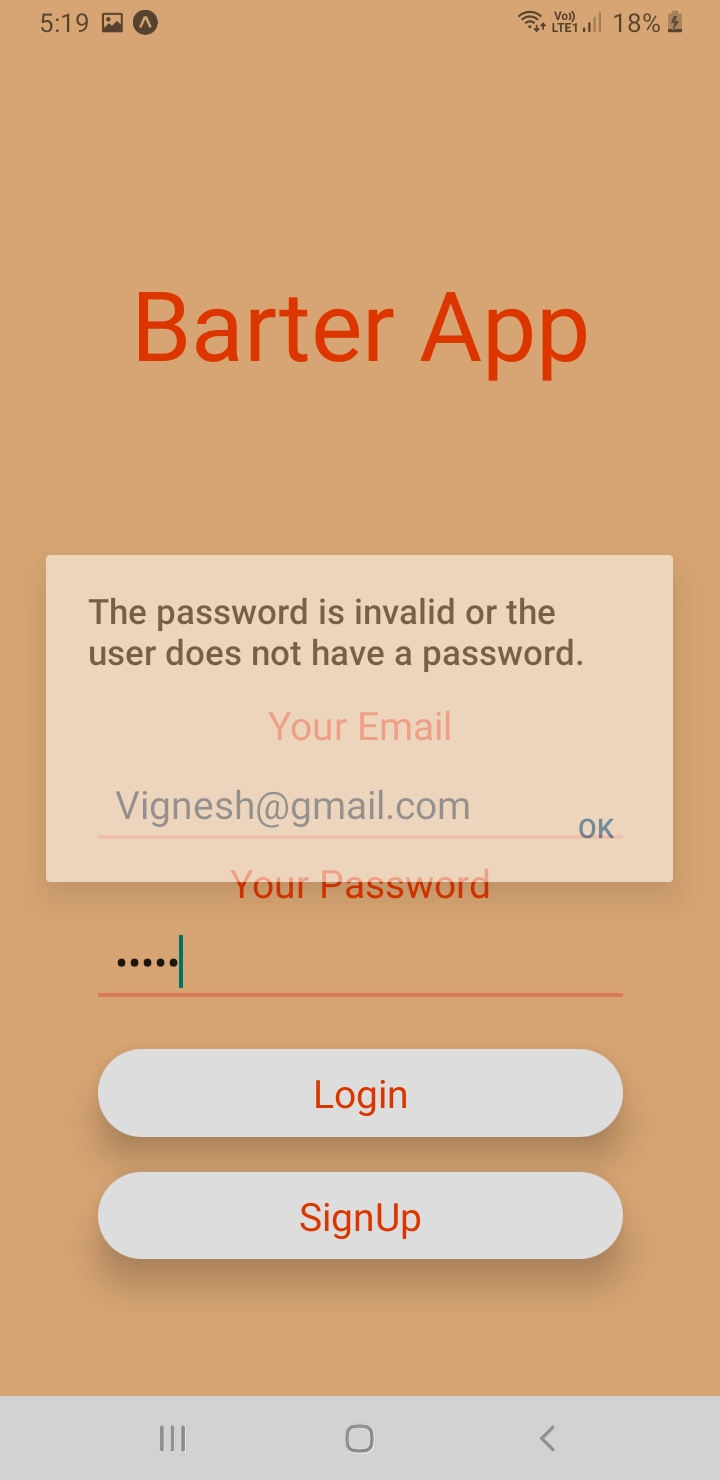 5:19 Vo)) LTE1 18%
Barter App
The password is invalid or the
user does not have a password.
Your Email
Vignesh@gmail.com
OK
Your Password
•••••
Login
SignUp